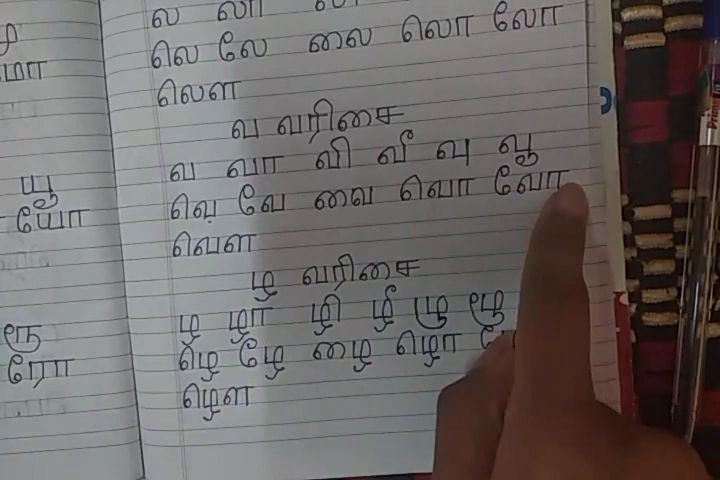 மோ
யூ
யோ
ரூ
ரோ
ல லா
லெ லே லை லொ லோ
லௌ
வ வரிசை
வ வா வி வீ வு வூ
வெ வே வை வொ வோ
வௌ
ழ வரிசை
ழ ழா ழி ழீ ழு ழூ
ழெ ழே ழை ழொ
ழௌ